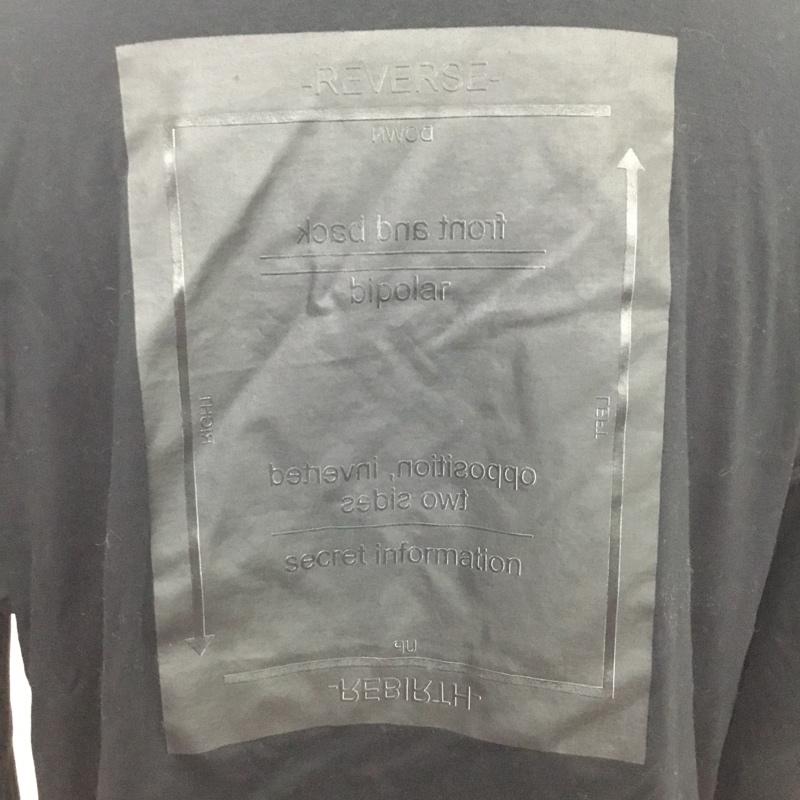 -REVERSE-
DOWN
front and back
bipolar
RIGHT
LEFT
opposition, inverted
two sides
secret information
UP
-REBIRTH-